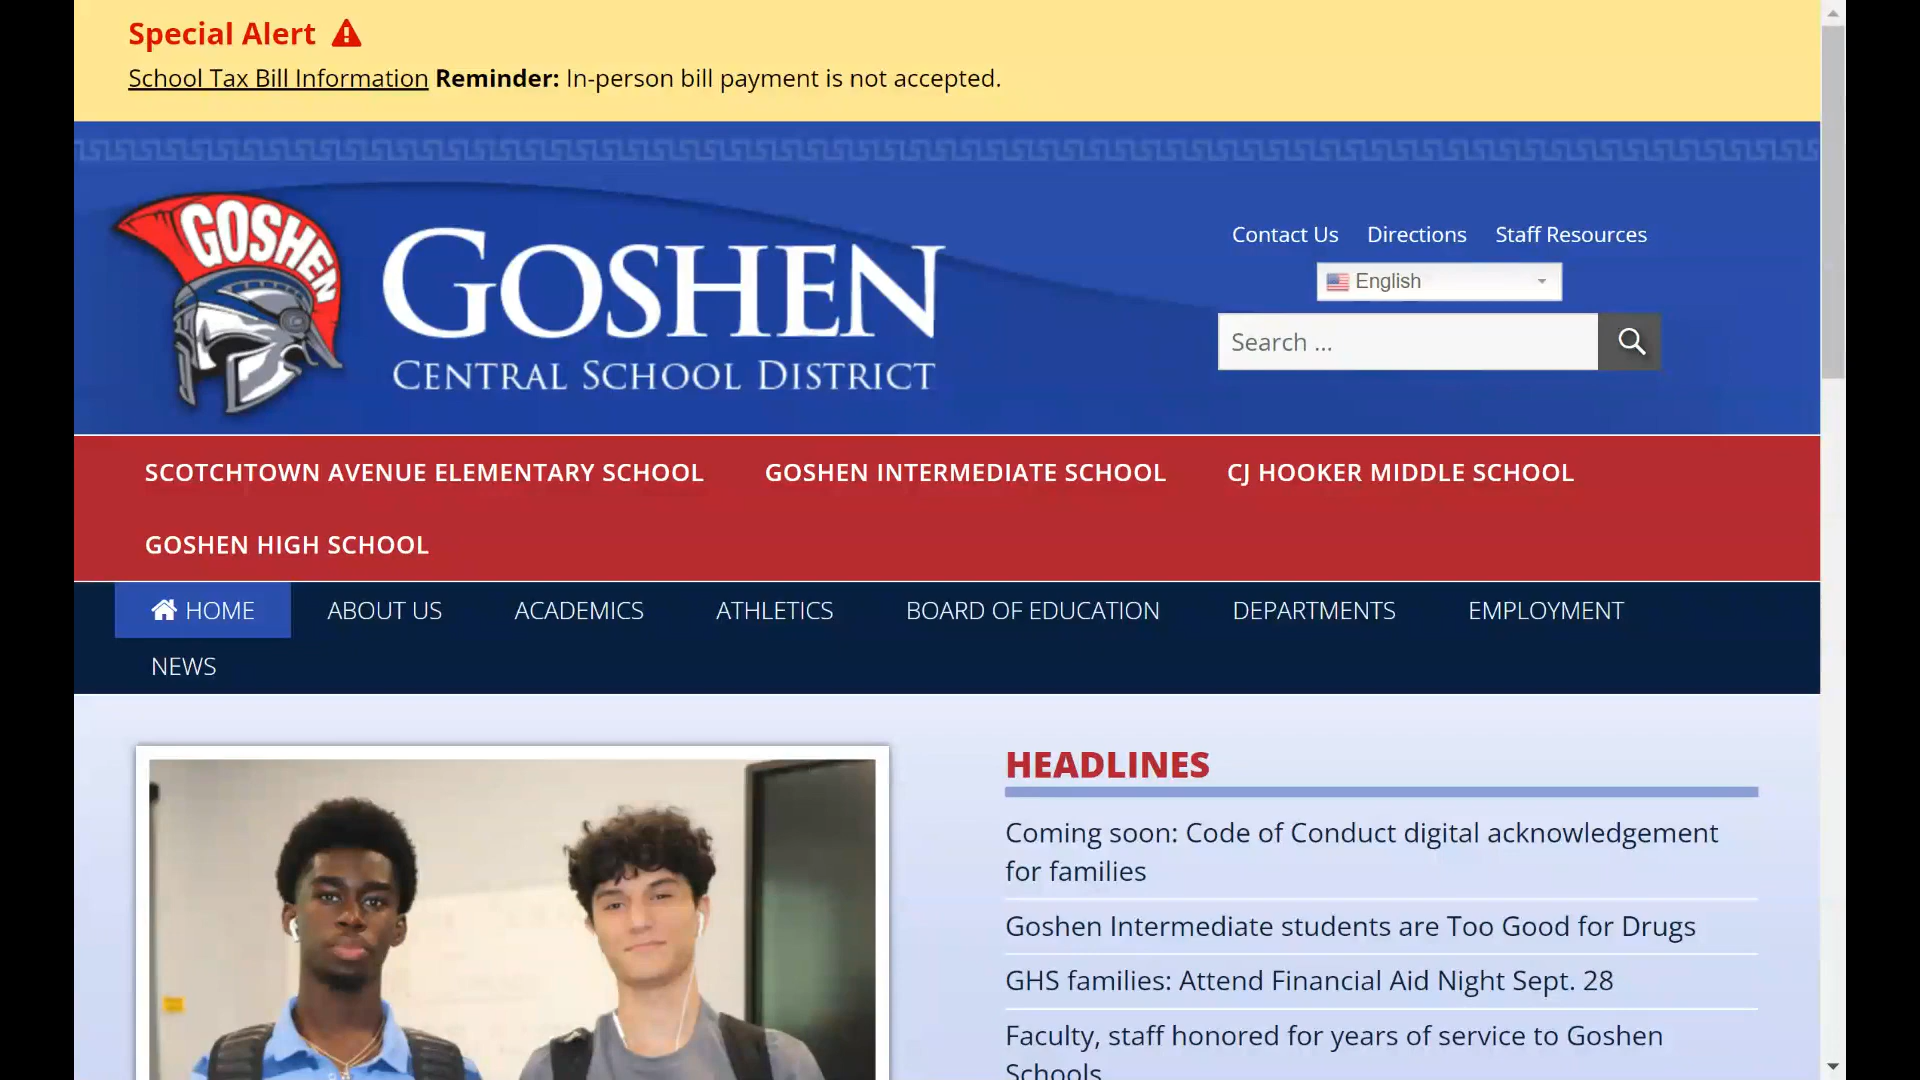 Special Alert
School Tax Bill Information Reminder: In-person bill payment is not accepted.
GOSHEN
GOSHEN
CENTRAL SCHOOL DISTRICT
Contact Us Directions Staff Resources
English
Search ...
SCOTCHTOWN AVENUE ELEMENTARY SCHOOL GOSHEN INTERMEDIATE SCHOOL CJ HOOKER MIDDLE SCHOOL
GOSHEN HIGH SCHOOL
HOME ABOUT US ACADEMICS ATHLETICS BOARD OF EDUCATION DEPARTMENTS EMPLOYMENT
NEWS
HEADLINES
Coming soon: Code of Conduct digital acknowledgement
for families
Goshen Intermediate students are Too Good for Drugs
GHS families: Attend Financial Aid Night Sept. 28
Faculty, staff honored for years of service to Goshen
Schools